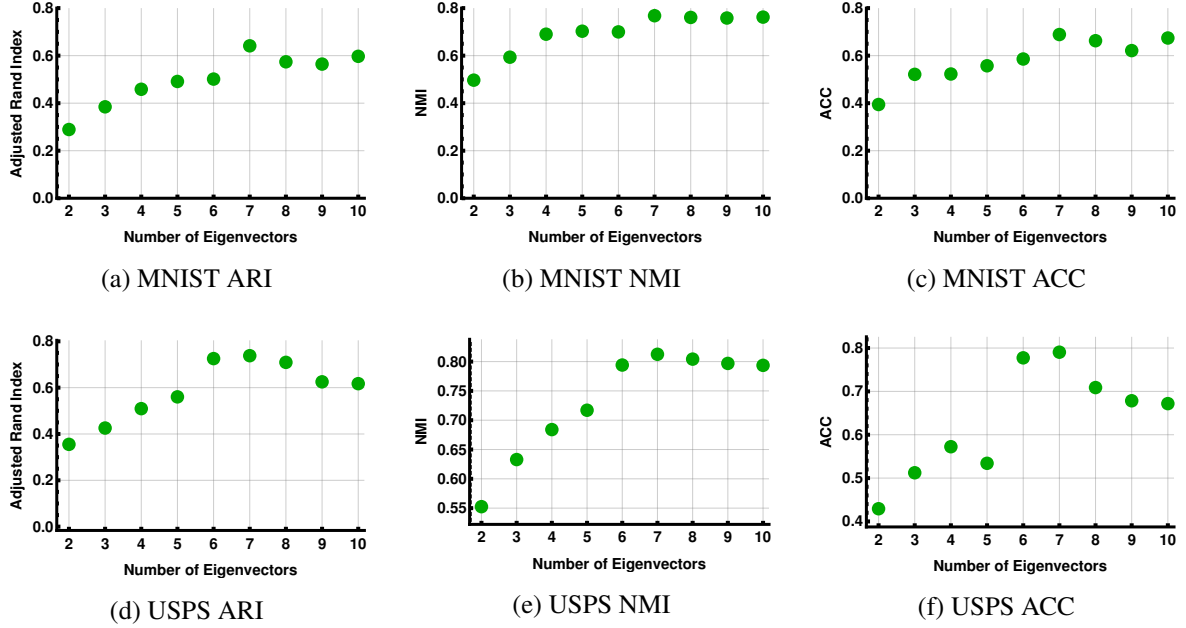 Adjusted Rand Index
0.8
0.6
0.4
0.2
0.0
2 3 4 5 6 7 8 9 10
Number of Eigenvectors
(a) MNIST ARI
NMI
0.8
0.6
0.4
0.2
0.0
2 3 4 5 6 7 8 9 10
Number of Eigenvectors
(b) MNIST NMI
ACC
0.8
0.6
0.4
0.2
0.0
2 3 4 5 6 7 8 9 10
Number of Eigenvectors
(c) MNIST ACC
Adjusted Rand Index
0.8
0.6
0.4
0.2
0.0
2 3 4 5 6 7 8 9 10
Number of Eigenvectors
(d) USPS ARI
NMI
0.80
0.75
0.70
0.65
0.60
0.55
2 3 4 5 6 7 8 9 10
Number of Eigenvectors
(e) USPS NMI
ACC
0.8
0.7
0.6
0.5
0.4
2 3 4 5 6 7 8 9 10
Number of Eigenvectors
(f) USPS ACC